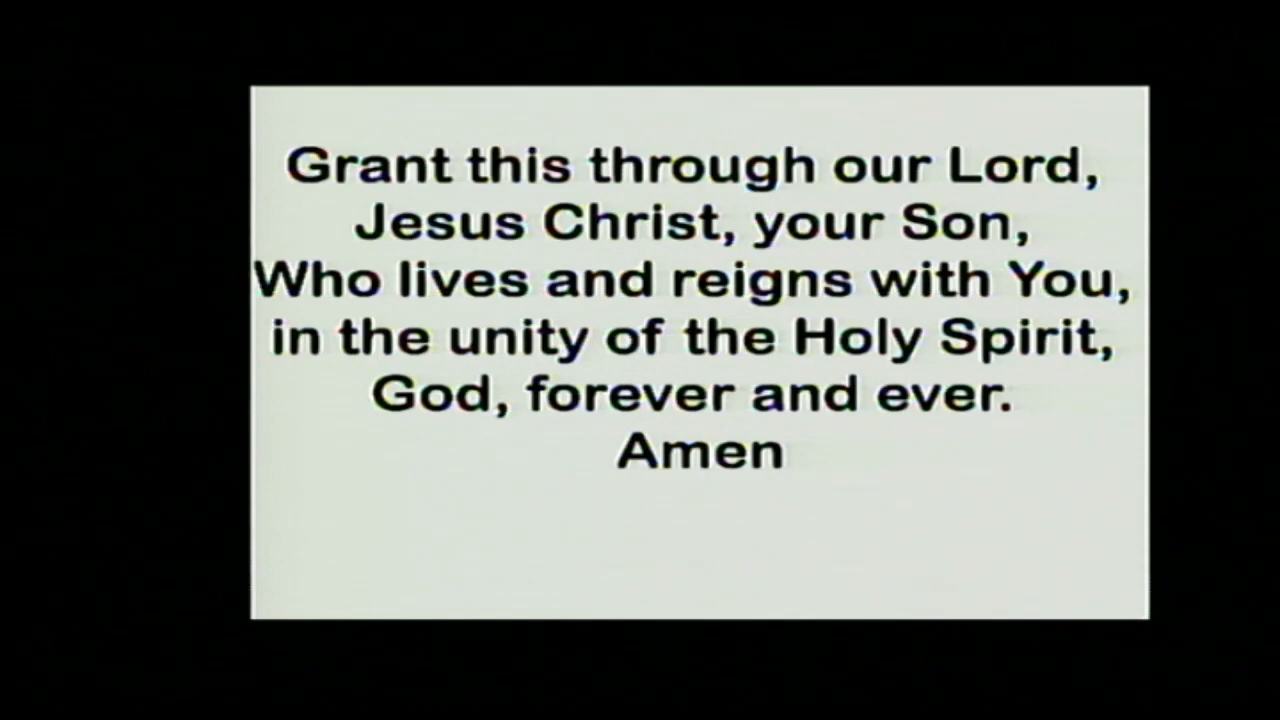 Grant this through our Lord,
Jesus Christ, your Son,
Who lives and reigns with You,
in the unity of the Holy Spirit,
God, forever and ever.
Amen